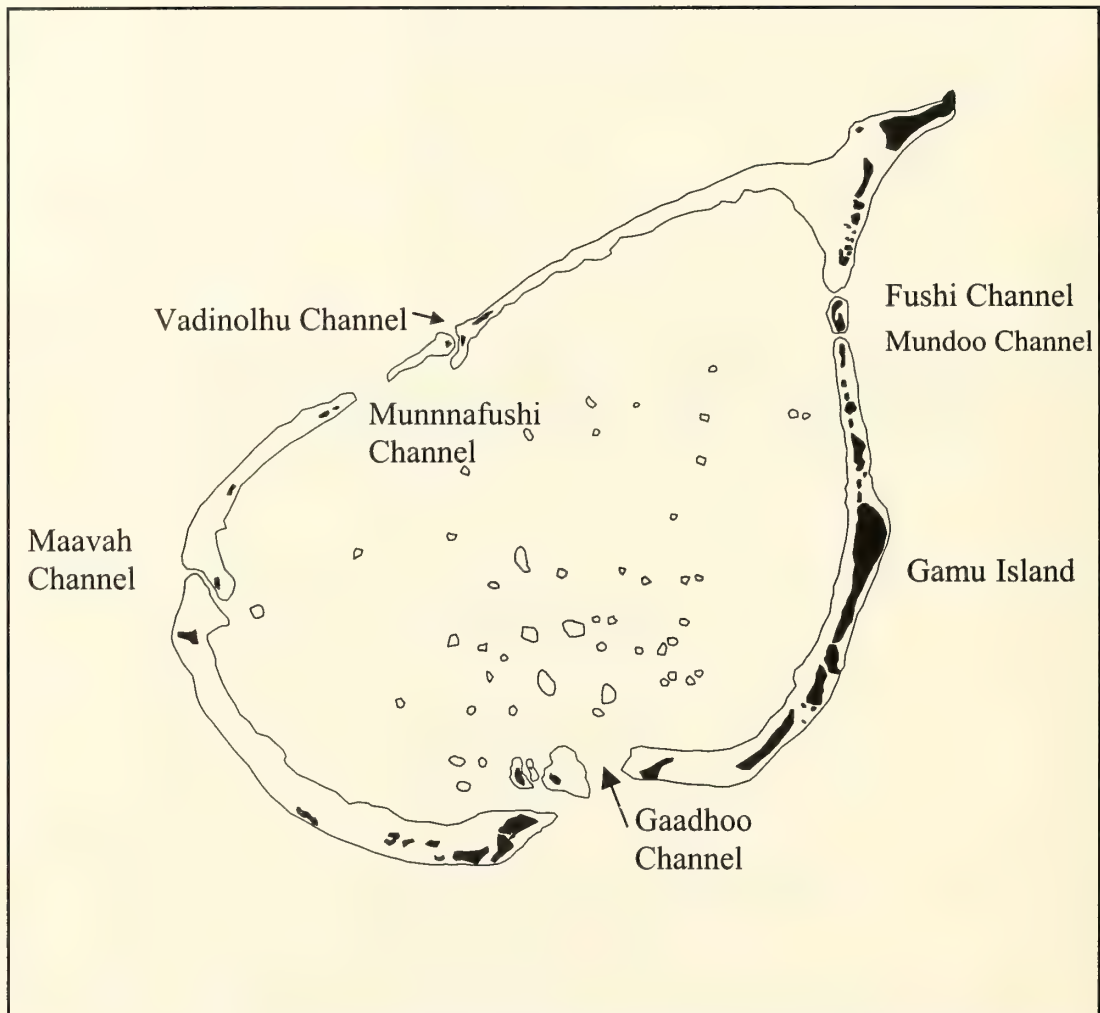 Fushi Channel
Vadinolhu Channel
Mundoo Channel
Munnnafushi
Channel
Maavah
Channel
Gamu Island
Gaadhoo
Channel